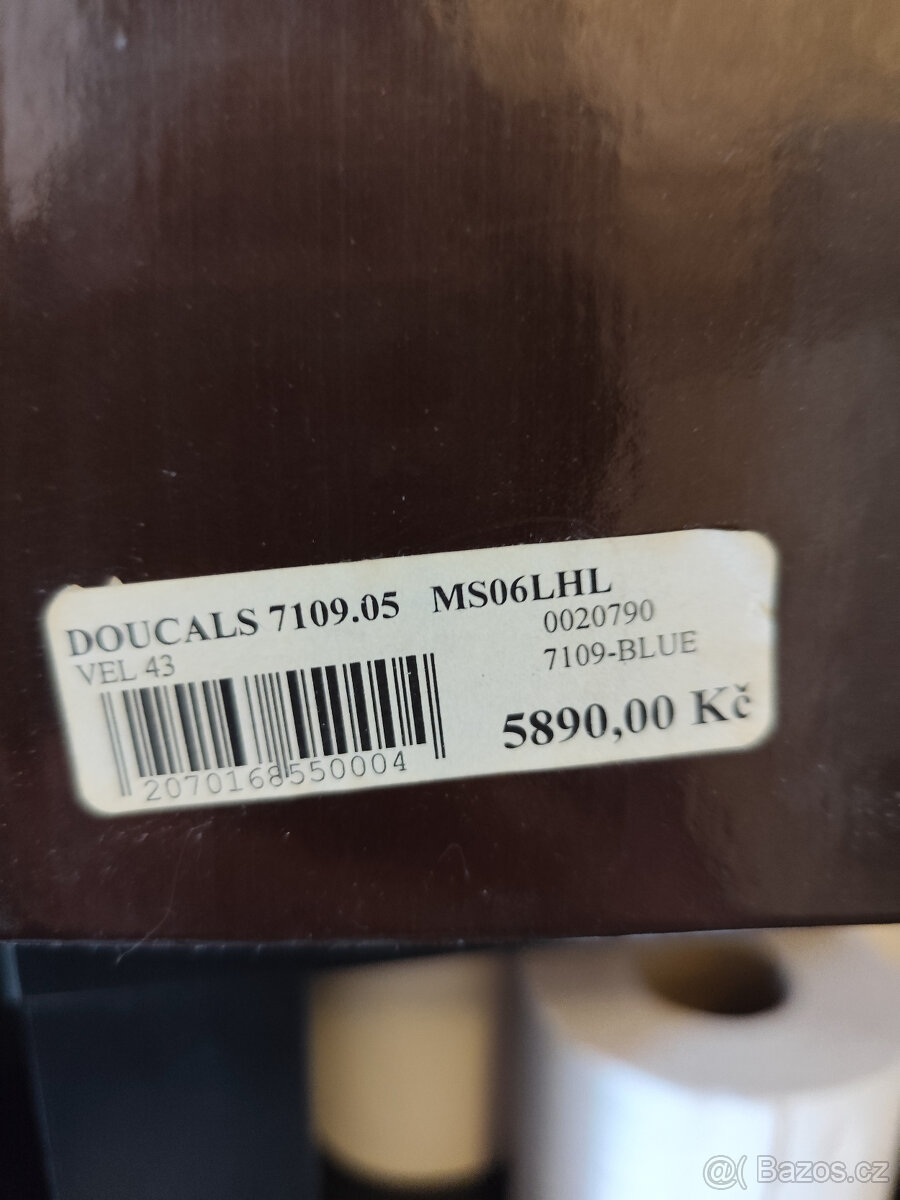 DOUCALS 7109.05 MS06LHL
VEL 43
0020790
7109-BLUE
5890,00 Kč
2070168550004
@( Bazos.cz